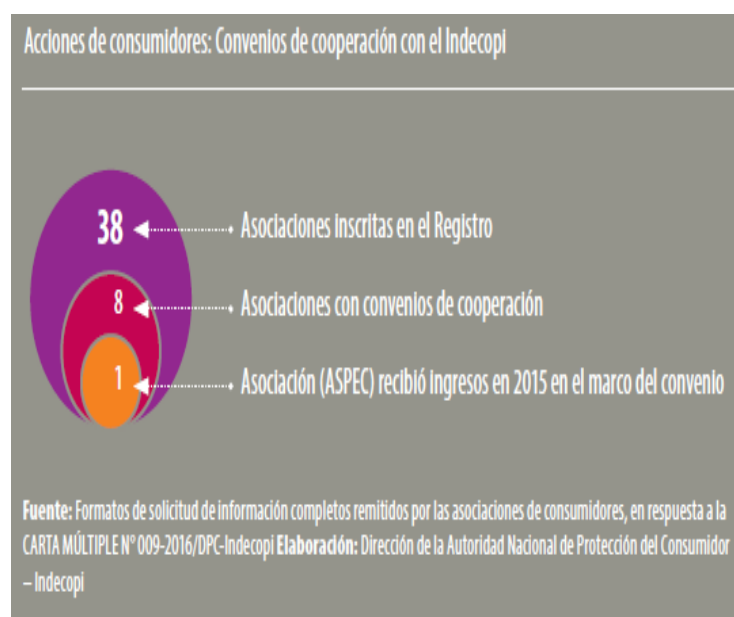 Acciones de consumidores: Convenios de cooperación con el Indecopi
38 Asociaciones inscritas en el Registro
8 Asociaciones con convenios de cooperación
1 Asociación (ASPEC) recibió ingresos en 2015 en el marco del convenio
Fuente: Formatos de solicitud de información completos remitidos por las asociaciones de consumidores, en respuesta a la
CARTA MÚLTIPLE N° 009-2016/DPC-Indecopi Elaboración: Dirección de la Autoridad Nacional de Protección del Consumidor
– Indecopi